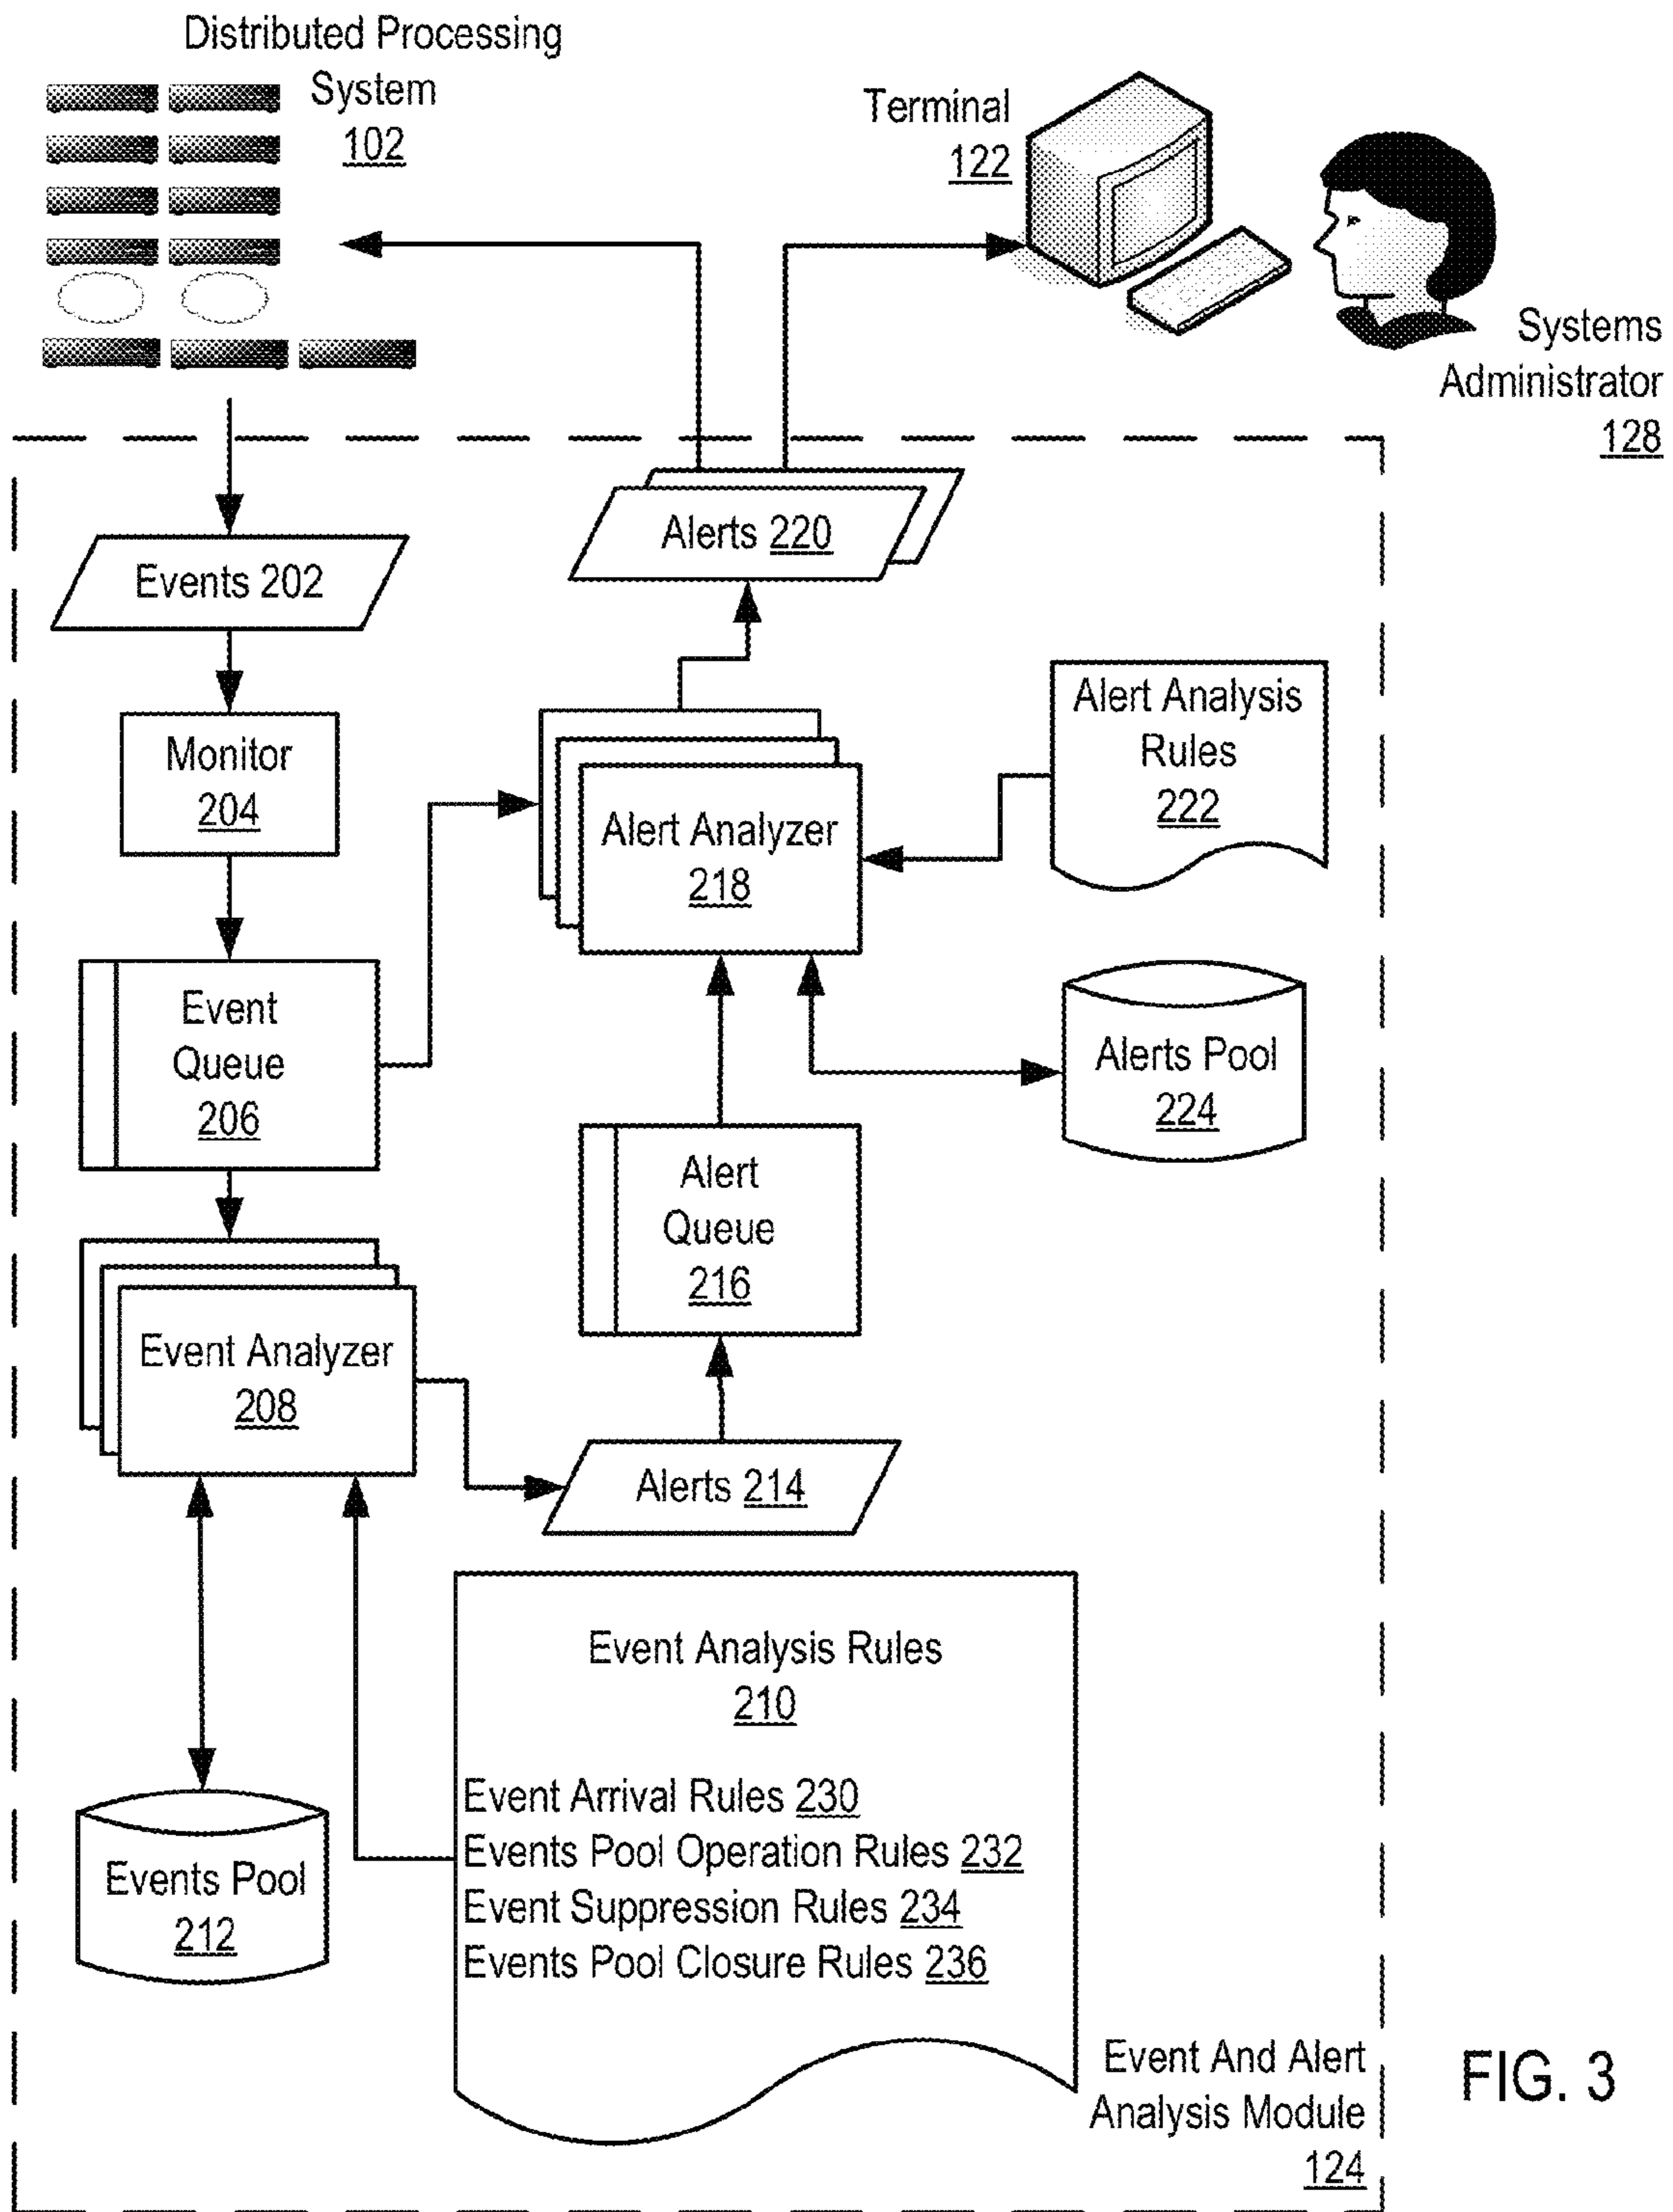 Distributed Processing
System
102
Terminal
122
Systems
Administrator
128
Events 202
Alerts 220
Monitor
204
Alert Analysis
Rules
222
Alert Analyzer
218
Event
Queue
206
Alerts Pool
224
Alert
Queue
216
Event Analyzer
208
Alerts 214
Event Analysis Rules
210
Event Arrival Rules 230
Events Pool Operation Rules 232
Event Suppression Rules 234
Events Pool Closure Rules 236
Events Pool
212
Event And Alert
Analysis Module
124
FIG. 3